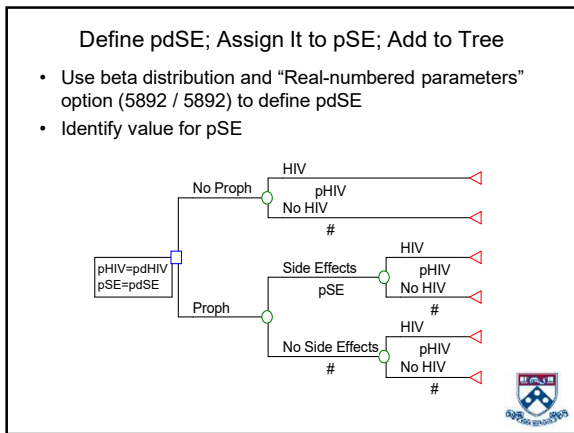 Define pdSE; Assign It to pSE; Add to Tree
• Use beta distribution and “Real-numbered parameters”
option (5892 / 5892) to define pdSE
• Identify value for pSE
HIV
No Proph
pHIV
No HIV
#
pHIV=pdHIV
pSE=pdSE
HIV
Side Effects
pHIV
pSE
No HIV
#
Proph
HIV
No Side Effects
pHIV
#
No HIV
#